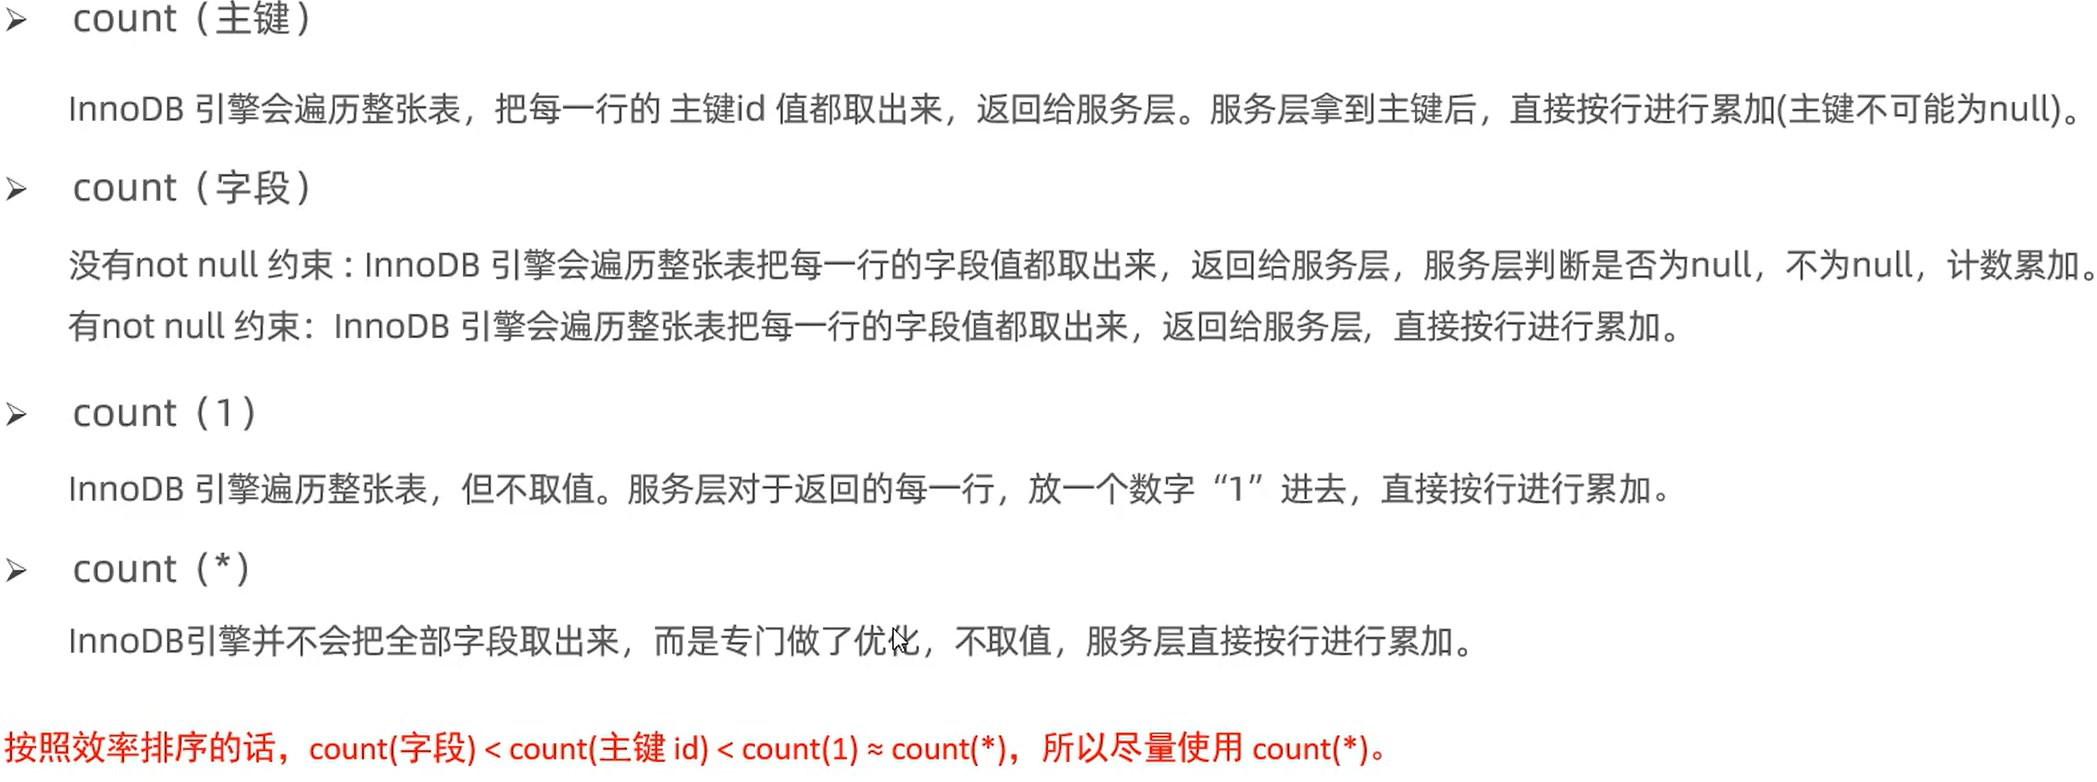 ➢ count（主键）
InnoDB 引擎会遍历整张表，把每一行的 主键id 值都取出来，返回给服务层。服务层拿到主键后，直接按行进行累加(主键不可能为null)。
➢ count（字段）
没有not null 约束 : InnoDB 引擎会遍历整张表把每一行的字段值都取出来，返回给服务层，服务层判断是否为null，不为null，计数累加。
有not null 约束：InnoDB 引擎会遍历整张表把每一行的字段值都取出来，返回给服务层，直接按行进行累加。
➢ count（1）
InnoDB 引擎遍历整张表，但不取值。服务层对于返回的每一行，放一个数字“1”进去，直接按行进行累加。
➢ count（*）
InnoDB引擎并不会把全部字段取出来，而是专门做了优化，不取值，服务层直接按行进行累加。
按照效率排序的话，count(字段) < count(主键 id) < count(1) ≈ count(*)，所以尽量使用 count(*)。